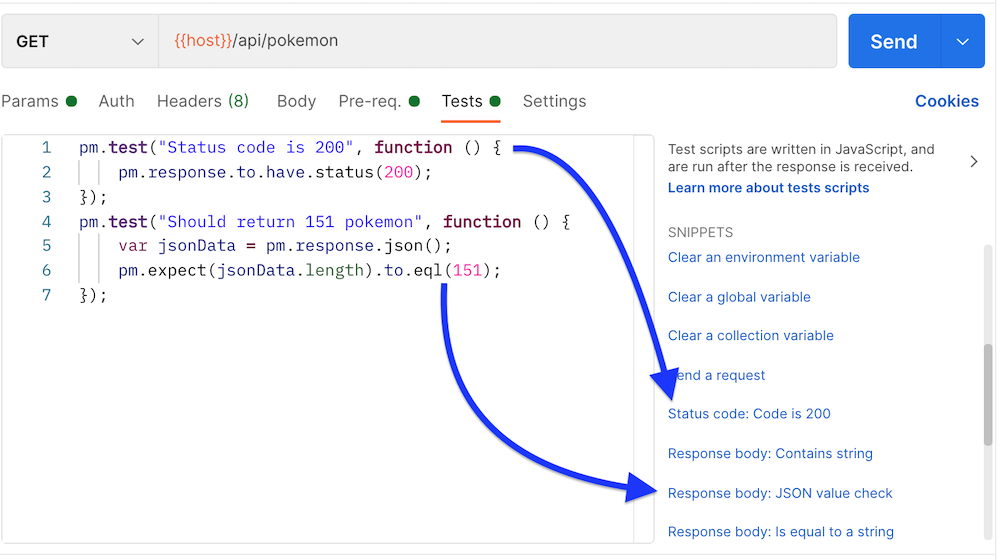 GET {{host}}/api/pokemon Send
Params Auth Headers (8) Body Pre-req. Tests Settings Cookies
1 pm.test("Status code is 200", function () {
2 pm.response.to.have.status(200);
3 });
4 pm.test("Should return 151 pokemon", function () {
5 var jsonData = pm.response.json();
6 pm.expect(jsonData.length).to.eql(151);
7 });
Test scripts are written in JavaScript, and
are run after the response is received.
Learn more about tests scripts
SNIPPETS
Clear an environment variable
Clear a global variable
Clear a collection variable
end a request
Status code: Code is 200
Response body: Contains string
Response body: JSON value check
Response body: Is equal to a string